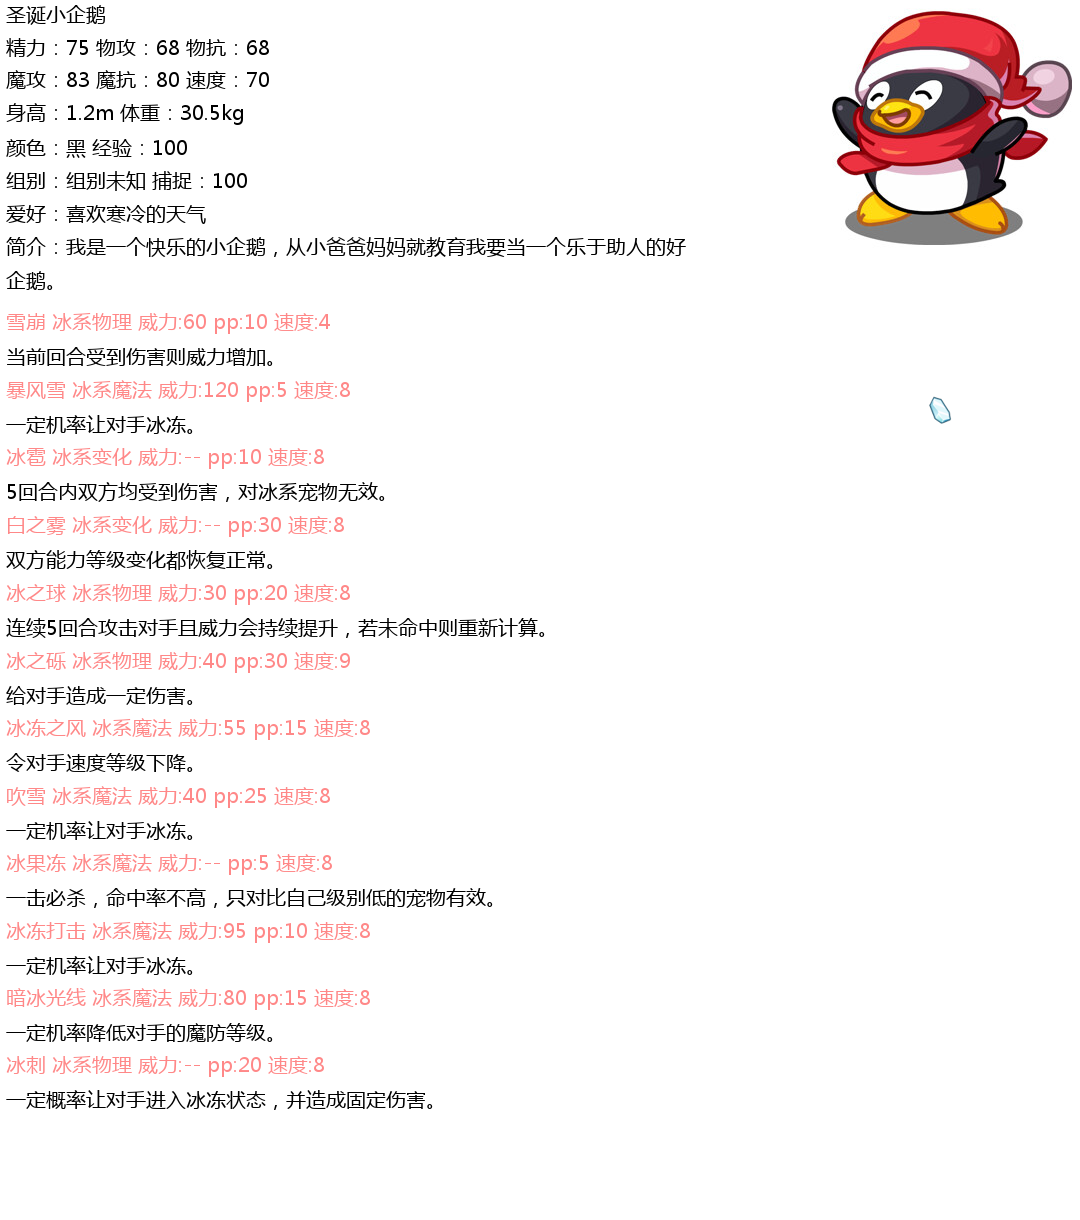 圣诞小企鹅
精力：75 物攻：68 物抗：68
魔攻：83 魔抗：80 速度：70
身高：1.2m 体重：30.5kg
颜色：黑 经验：100
组别：组别未知 捕捉：100
爱好：喜欢寒冷的天气
简介：我是一个快乐的小企鹅，从小爸爸妈妈就教育我要当一个乐于助人的好
企鹅。
雪崩 冰系物理 威力:60 pp:10 速度:4
当前回合受到伤害则威力增加。
暴风雪 冰系魔法 威力:120 pp:5 速度:8
一定机率让对手冰冻。
冰雹 冰系变化 威力:-- pp:10 速度:8
5回合内双方均受到伤害，对冰系宠物无效。
白之雾 冰系变化 威力:-- pp:30 速度:8
双方能力等级变化都恢复正常。
冰之球 冰系物理 威力:30 pp:20 速度:8
连续5回合攻击对手且威力会持续提升，若未命中则重新计算。
冰之砾 冰系物理 威力:40 pp:30 速度:9
给对手造成一定伤害。
冰冻之风 冰系魔法 威力:55 pp:15 速度:8
令对手速度等级下降。
吹雪 冰系魔法 威力:40 pp:25 速度:8
一定机率让对手冰冻。
冰果冻 冰系魔法 威力:-- pp:5 速度:8
一击必杀，命中率不高，只对比自己级别低的宠物有效。
冰冻打击 冰系魔法 威力:95 pp:10 速度:8
一定机率让对手冰冻。
暗冰光线 冰系魔法 威力:80 pp:15 速度:8
一定机率降低对手的魔防等级。
冰刺 冰系物理 威力:-- pp:20 速度:8
一定概率让对手进入冰冻状态，并造成固定伤害。